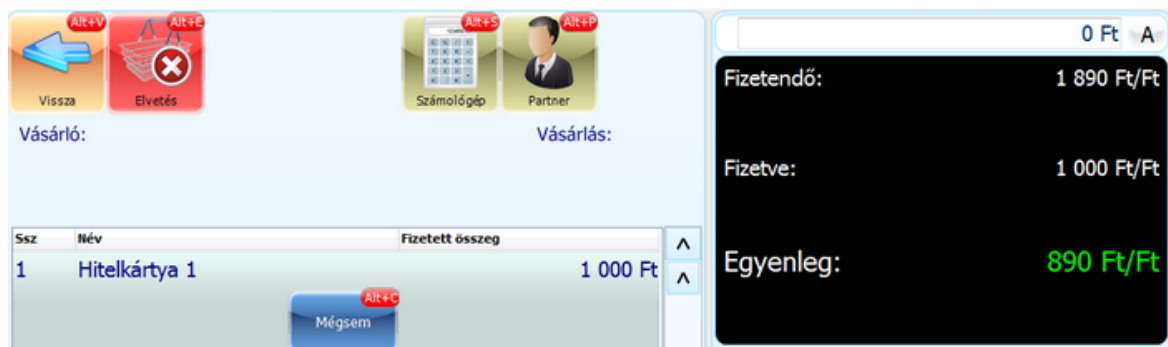 Alt+V
Alt+E
Alt+S
Alt+P
Vissza
Elvetés
Számológép
Partner
0 Ft A
Vásárló:
Vásárlás:
Fizetendő: 1 890 Ft/Ft
Fizetve: 1 000 Ft/Ft
Egyenleg: 890 Ft/Ft
Ssz Név Fizetett összeg
1 Hitelkártya 1 1 000 Ft
Alt+C
Mégsem